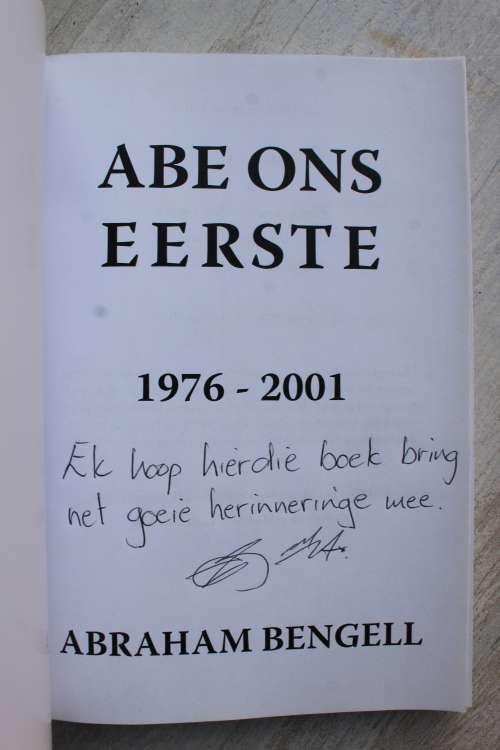 ABE ONS
EERSTE
1976 - 2001
Ek hoop hierdie boek bring
net goeie herinneringe mee.
ABRAHAM BENGELL